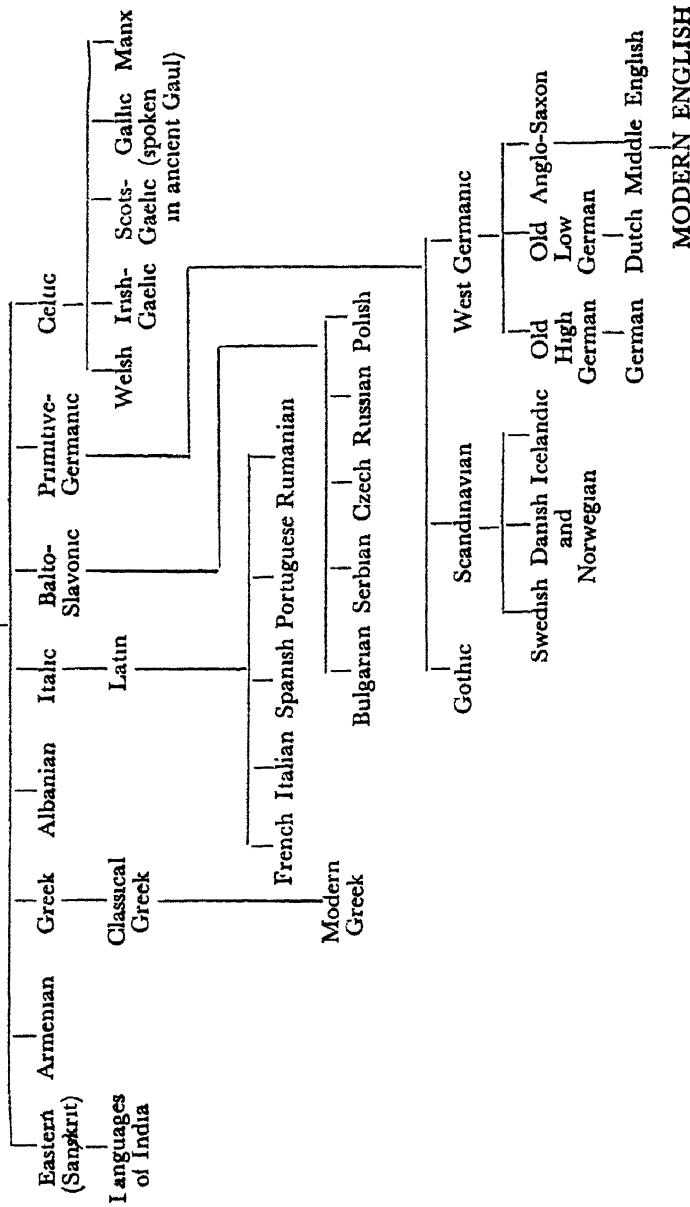 Eastern Armenian Greek Albanian Italic Balto- Primitive- Celtic
(Sanskrit) Slavonic Germanic
Languages
of India
Classical
Greek
Latin
Welsh Irish- Scots- Gallic Manx
Gaelic Gaelic (spoken
in ancient Gaul)
French Italian Spanish Portuguese Rumanian
Modern
Greek
Bulgarian Serbian Czech Russian Polish
Gothic Scandinavian West Germanic
Swedish Danish Icelandic
and
Norwegian
Old Old Anglo-Saxon
High Low
German German
German Dutch Middle English
MODERN ENGLISH